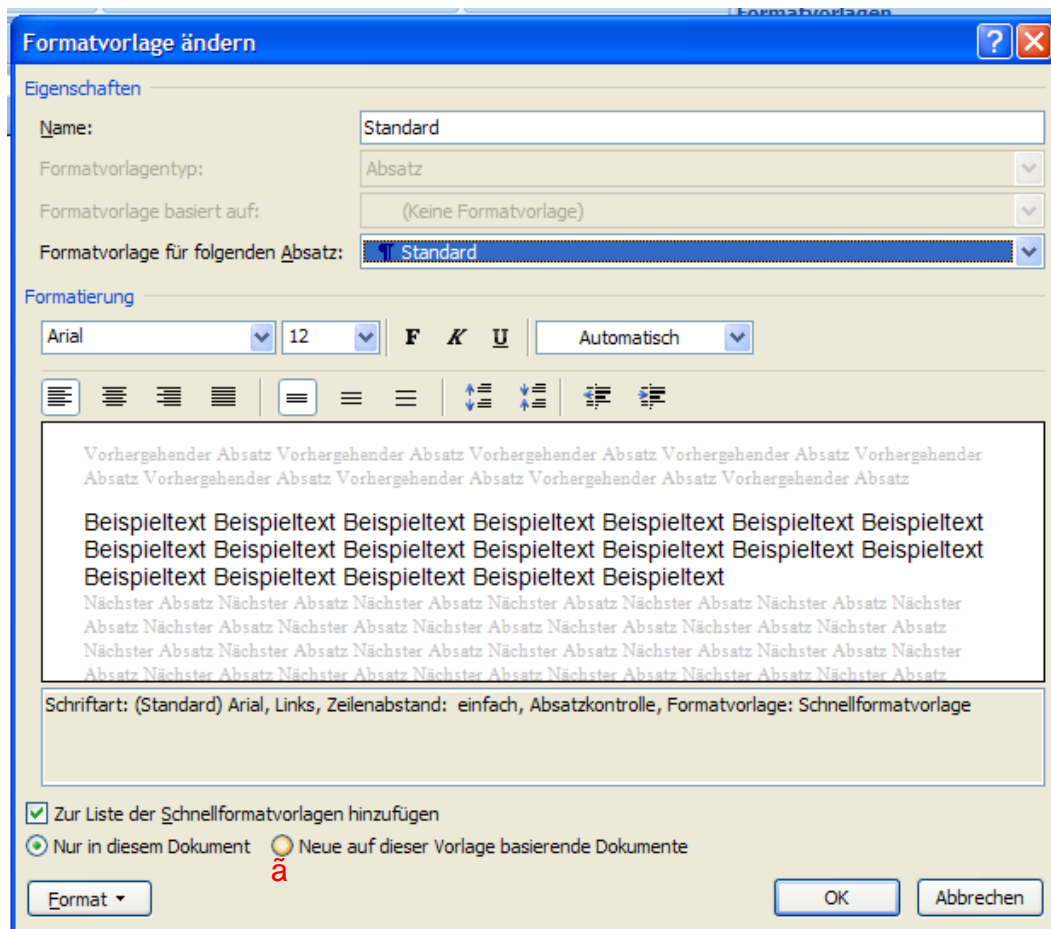 Formatvorlagen
Formatvorlage ändern
Eigenschaften
Name: Standard
Formatvorlagentyp: Absatz
Formatvorlage basiert auf: (Keine Formatvorlage)
Formatvorlage für folgenden Absatz: ¶ Standard
Formatierung
Arial 12 F K U Automatisch
Vorhergehender Absatz Vorhergehender Absatz Vorhergehender Absatz Vorhergehender Absatz Vorhergehender
Absatz Vorhergehender Absatz Vorhergehender Absatz Vorhergehender Absatz Vorhergehender Absatz
Beispieltext Beispieltext Beispieltext Beispieltext Beispieltext Beispieltext Beispieltext
Beispieltext Beispieltext Beispieltext Beispieltext Beispieltext Beispieltext Beispieltext
Beispieltext Beispieltext Beispieltext Beispieltext Beispieltext
Nächster Absatz Nächster Absatz Nächster Absatz Nächster Absatz Nächster Absatz Nächster
Absatz Nächster Absatz Nächster Absatz Nächster Absatz Nächster Absatz Nächster Absatz
Nächster Absatz Nächster Absatz Nächster Absatz Nächster Absatz Nächster Absatz Nächster
Absatz Nächster Absatz Nächster Absatz Nächster Absatz Nächster Absatz Nächster Absatz
Schriftart: (Standard) Arial, Links, Zeilenabstand: einfach, Absatzkontrolle, Formatvorlage: Schnellformatvorlage
Zur Liste der Schnellformatvorlagen hinzufügen
Nur in diesem Dokument Neue auf dieser Vorlage basierende Dokumente
ã
Format OK Abbrechen